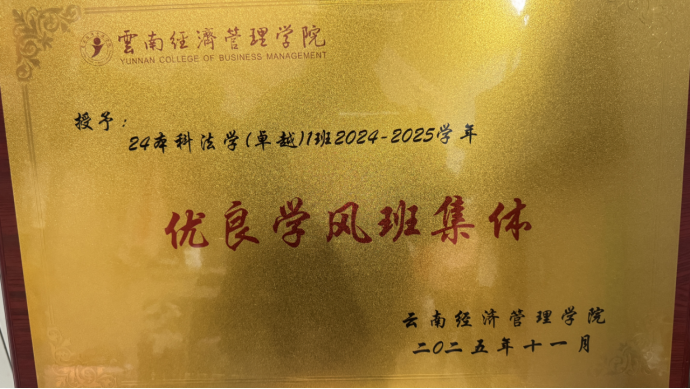 雲南經濟管理学院
YUNNAN COLLEGE OF BUSINESS MANAGEMENT
授予：
24本科法学(卓越)1班2024-2025学年
优良学风班集体
云南经济管理学院
二〇二五年十一月